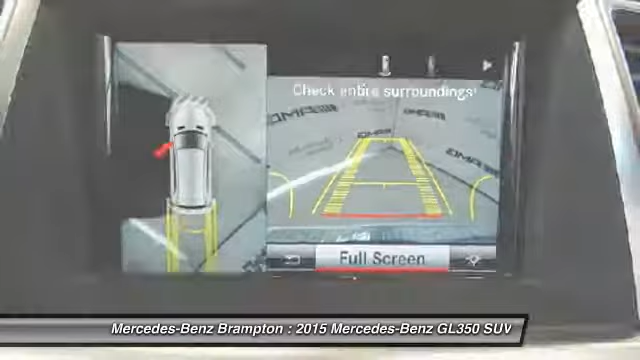 Check entire surroundings!
Full Screen
Mercedes-Benz Brampton : 2015 Mercedes-Benz GL350 SUV